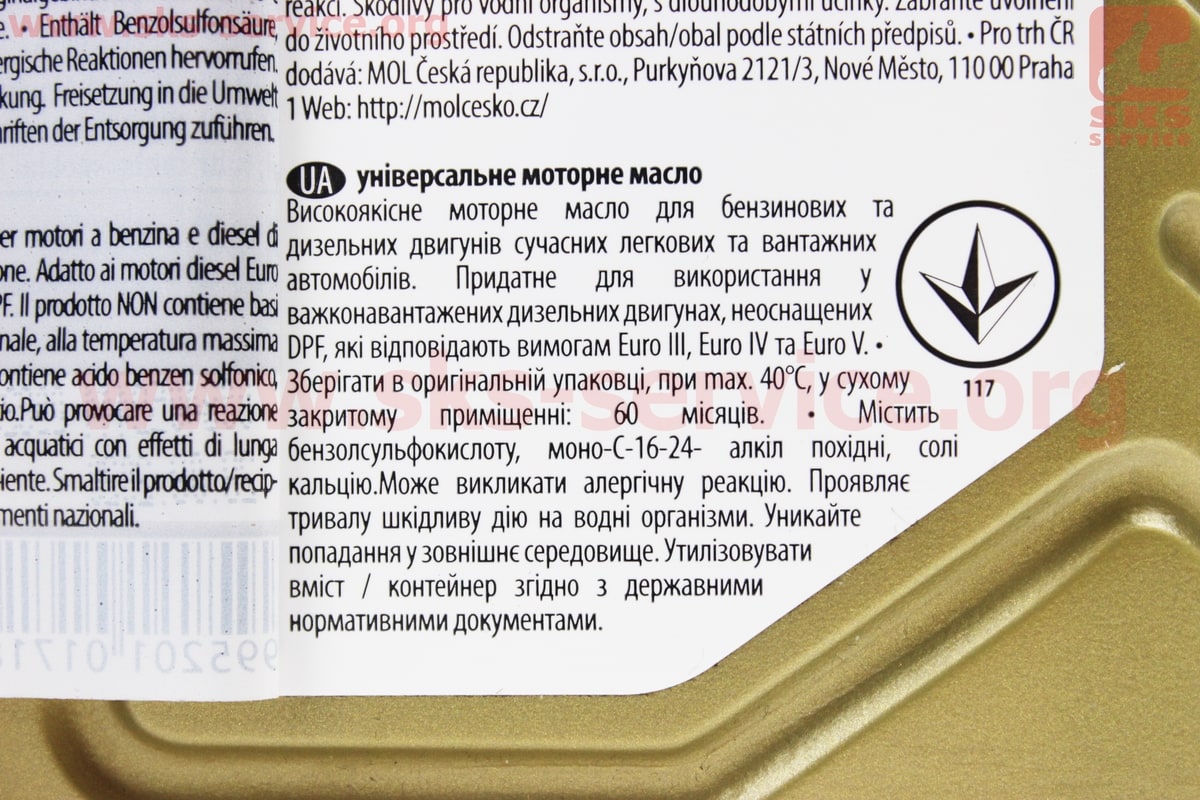 www.sks-service.org
SKS
SERVICE
e. • Enthält Benzolsulfonsäure,
ergische Reaktionen hervorrufen.
kung. Freisetzung in die Umwelt
riften der Entsorgung zuführen.
er motori a benzina e diesel di
one. Adatto ai motori diesel Euro
PF. Il prodotto NON contiene basi
nale, alla temperatura massima
ontiene acido benzen solfonico,
io.Può provocare una reazione
acquatici con effetti di lunga
iente. Smaltire il prodotto/recip-
menti nazionali.
reakci. Škodlivý pro vodní organismy, s dlouhodobými účinky. Zabraňte uvolnění
do životního prostředí. Odstraňte obsah/obal podle státních předpisů. • Pro trh ČR
dodává: MOL Česká republika, s.r.o., Purkyňova 2121/3, Nové Město, 110 00 Praha
1 Web: http://molcesko.cz/
UA універсальне моторне масло
Високоякісне моторне масло для бензинових та
дизельних двигунів сучасних легкових та вантажних
автомобілів. Придатне для використання у
важконавантажених дизельних двигунах, неоснащених
DPF, які відповідають вимогам Euro III, Euro IV та Euro V. •
Зберігати в оригінальній упаковці, при max. 40°C, у сухому
закритому приміщенні: 60 місяців. • Містить
бензолсульфокислоту, моно-C-16-24- алкіл похідні, солі
кальцію.Може викликати алергічну реакцію. Проявляє
тривалу шкідливу дію на водні організми. Уникайте
попадання у зовнішнє середовище. Утилізовувати
вміст / контейнер згідно з державними
нормативними документами.
117
www.sks-service.org